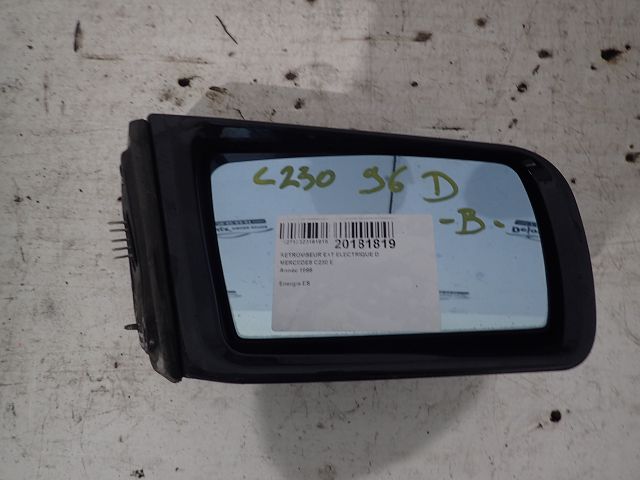 C230 96 D
-B-
20181819
RETROVISEUR EXT ELECTRIQUE D
MERCEDES C230 E
Année 1996
Energie ES